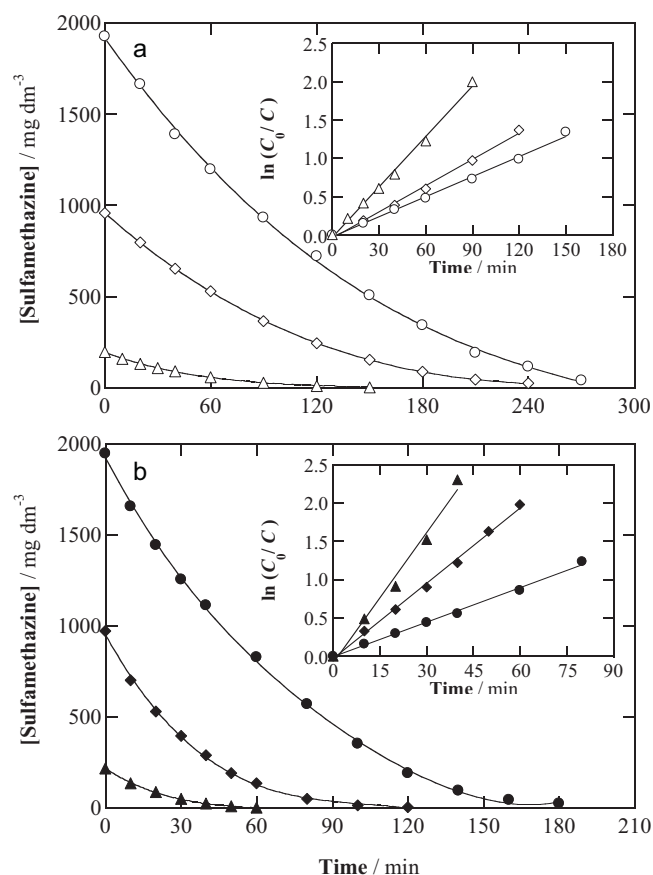 a
2000
1500
1000
500
0
[Sulfamethazine] / mg dm⁻³
0 60 120 180 240 300
2.5
2.0
1.5
1.0
0.5
0.0
ln (C₀/ C)
0 30 60 90 120 150 180
Time / min
b
2000
1500
1000
500
0
[Sulfamethazine] / mg dm⁻³
0 30 60 90 120 150 180 210
2.5
2.0
1.5
1.0
0.5
0.0
ln (C₀/ C)
0 15 30 45 60 75 90
Time / min
Time / min